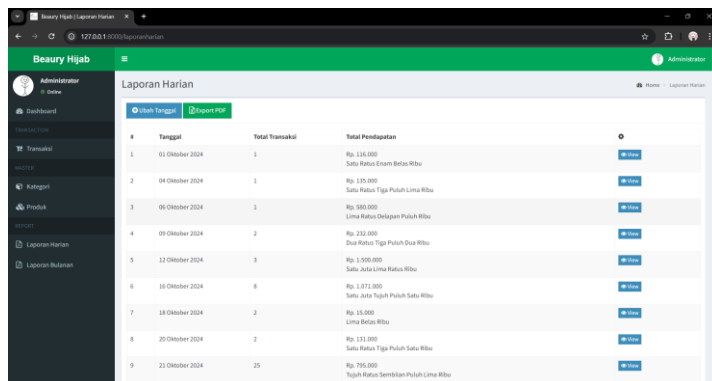 Beaury Hijab | Laporan Harian
127.0.0.1:8000/laporanharian
Beaury Hijab
Administrator
Administrator
Online
Laporan Harian
Home
Laporan Harian
Dashboard
TRANSACTION
Transaksi
MASTER
Kategori
Produk
REPORT
Laporan Harian
Laporan Bulanan
Ubah Tanggal
Export PDF
# Tanggal Total Transaksi Total Pendapatan
1 01 Oktober 2024 1 Rp. 116.000 View
Satu Ratus Enam Belas Ribu
2 04 Oktober 2024 1 Rp. 135.000 View
Satu Ratus Tiga Puluh Lima Ribu
3 06 Oktober 2024 1 Rp. 580.000 View
Lima Ratus Delapan Puluh Ribu
4 09 Oktober 2024 2 Rp. 232.000 View
Dua Ratus Tiga Puluh Dua Ribu
5 12 Oktober 2024 3 Rp. 1.500.000 View
Satu Juta Lima Ratus Ribu
6 16 Oktober 2024 8 Rp. 1.071.000 View
Satu Juta Tujuh Puluh Satu Ribu
7 18 Oktober 2024 2 Rp. 15.000 View
Lima Belas Ribu
8 20 Oktober 2024 2 Rp. 131.000 View
Satu Ratus Tiga Puluh Satu Ribu
9 21 Oktober 2024 25 Rp. 795.000 View
Tujuh Ratus Sembilan Puluh Lima Ribu